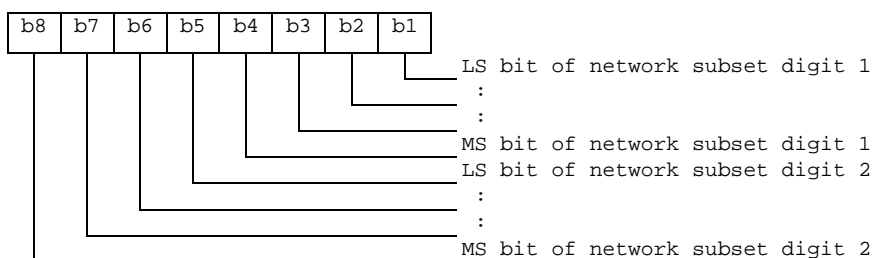 b8 b7 b6 b5 b4 b3 b2 b1
LS bit of network subset digit 1
:
:
MS bit of network subset digit 1
LS bit of network subset digit 2
:
:
MS bit of network subset digit 2